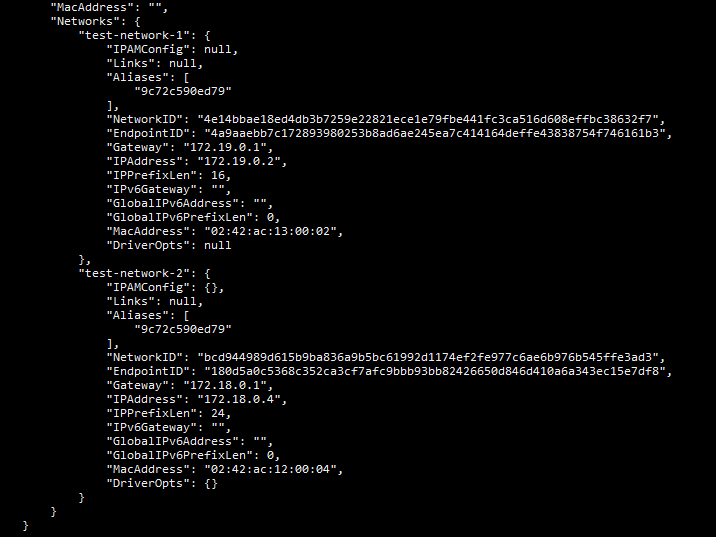 "MacAddress": "",
"Networks": {
"test-network-1": {
"IPAMConfig": null,
"Links": null,
"Aliases": [
"9c72c590ed79"
],
"NetworkID": "4e14bbae18ed4db3b7259e22821ece1e79fbe441fc3ca516d608effbc38632f7",
"EndpointID": "4a9aaebb7c172893980253b8ad6ae245ea7c414164deffe43838754f746161b3",
"Gateway": "172.19.0.1",
"IPAddress": "172.19.0.2",
"IPPrefixLen": 16,
"IPv6Gateway": "",
"GlobalIPv6Address": "",
"GlobalIPv6PrefixLen": 0,
"MacAddress": "02:42:ac:13:00:02",
"DriverOpts": null
},
"test-network-2": {
"IPAMConfig": {},
"Links": null,
"Aliases": [
"9c72c590ed79"
],
"NetworkID": "bcd944989d615b9ba836a9b5bc61992d1174ef2fe977c6ae6b976b545ffe3ad3",
"EndpointID": "180d5a0c5368c352ca3cf7afc9bbb93bb82426650d846d410a6a343ec15e7df8",
"Gateway": "172.18.0.1",
"IPAddress": "172.18.0.4",
"IPPrefixLen": 24,
"IPv6Gateway": "",
"GlobalIPv6Address": "",
"GlobalIPv6PrefixLen": 0,
"MacAddress": "02:42:ac:12:00:04",
"DriverOpts": {}
}
}
}